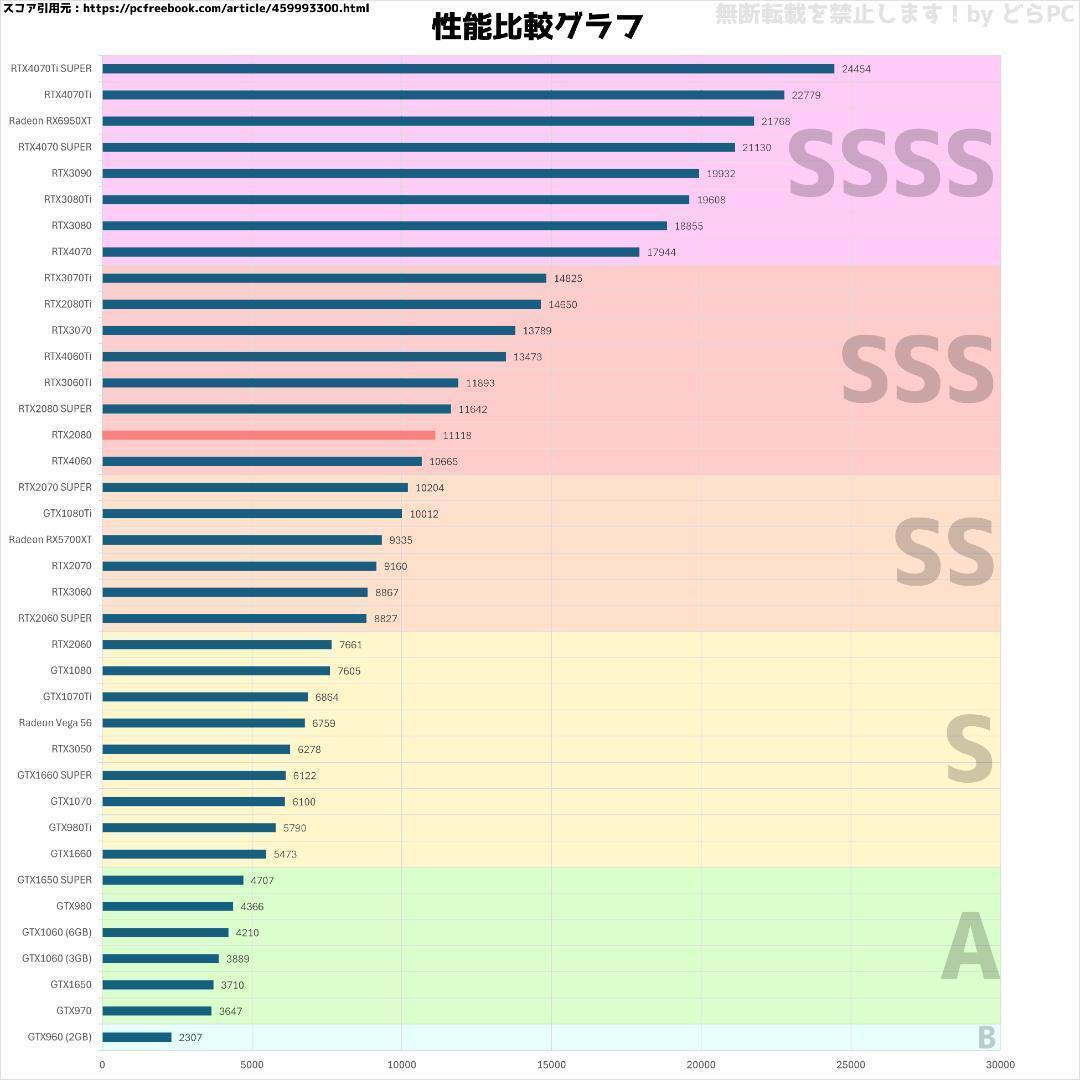 スコア引用元：https://pcfreebook.com/article/459993300.html
無断転載を禁止します！by どらPC
性能比較グラフ
RTX4070Ti SUPER 24454
RTX4070Ti 22779
Radeon RX6950XT 21768
RTX4070 SUPER 21130
SSSS
RTX3090 19932
RTX3080Ti 19608
RTX3080 18855
RTX4070 17944
RTX3070Ti 14825
RTX2080Ti 14650
RTX3070 13789
RTX4060Ti 13473
SSS
RTX3060Ti 11893
RTX2080 SUPER 11642
RTX2080 11118
RTX4060 10665
RTX2070 SUPER 10204
GTX1080Ti 10012
Radeon RX5700XT 9335
SS
RTX2070 9160
RTX3060 8867
RTX2060 SUPER 8827
RTX2060 7661
GTX1080 7605
GTX1070Ti 6864
Radeon Vega 56 6759
RTX3050 6278
S
GTX1660 SUPER 6122
GTX1070 6100
GTX980Ti 5790
GTX1660 5473
GTX1650 SUPER 4707
GTX980 4366
GTX1060 (6GB) 4210
A
GTX1060 (3GB) 3889
GTX1650 3710
GTX970 3647
GTX960 (2GB) 2307
B
0 5000 10000 15000 20000 25000 30000